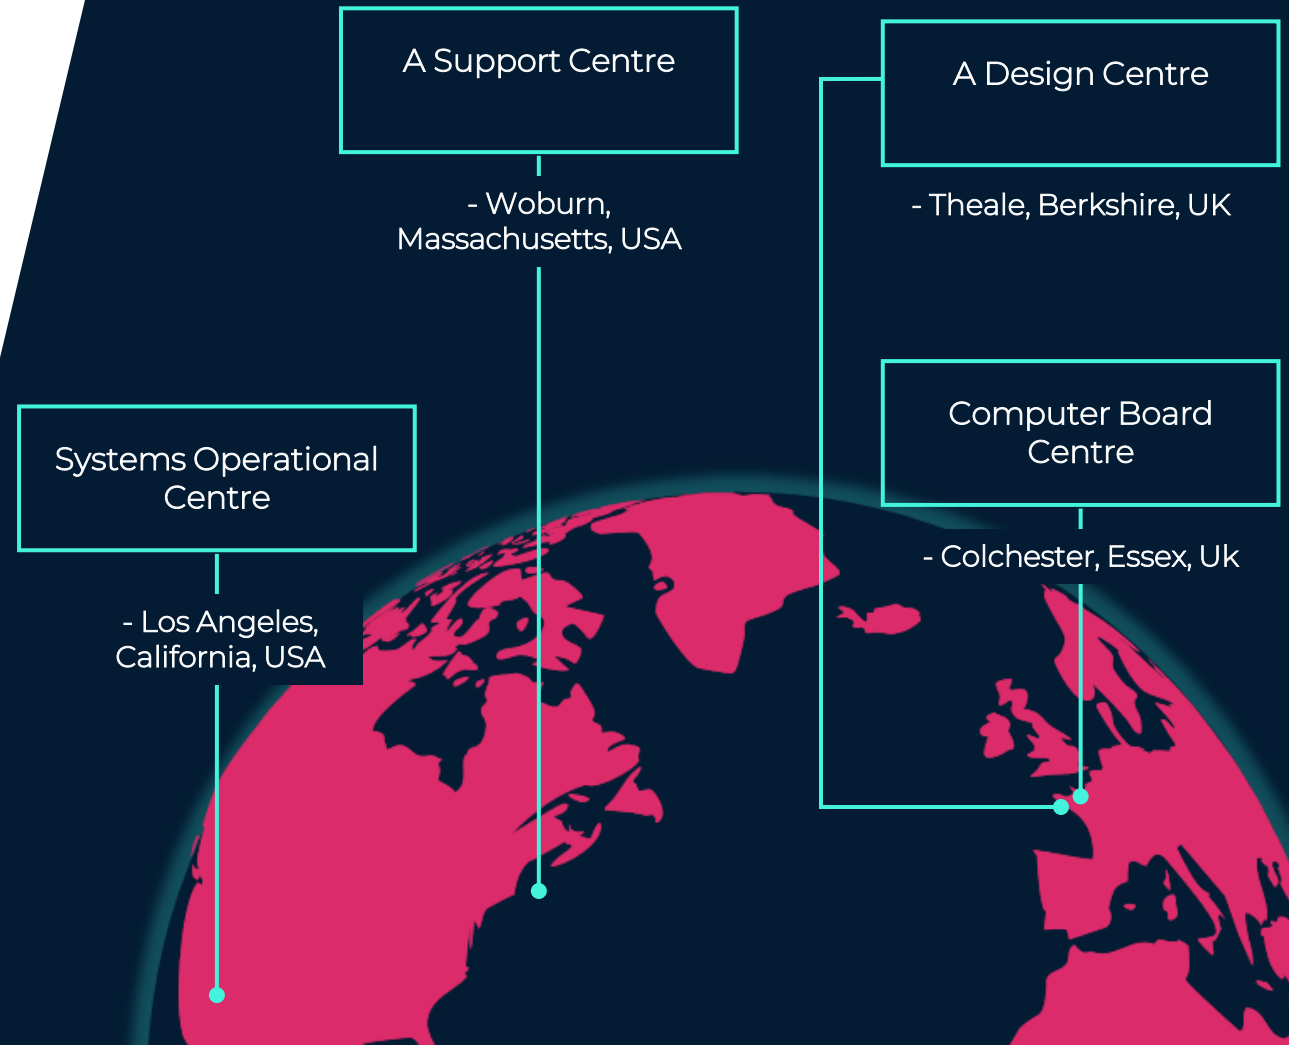 A Support Centre
- Woburn,
Massachusetts, USA
A Design Centre
- Theale, Berkshire, UK
Systems Operational
Centre
- Los Angeles,
California, USA
Computer Board
Centre
- Colchester, Essex, Uk